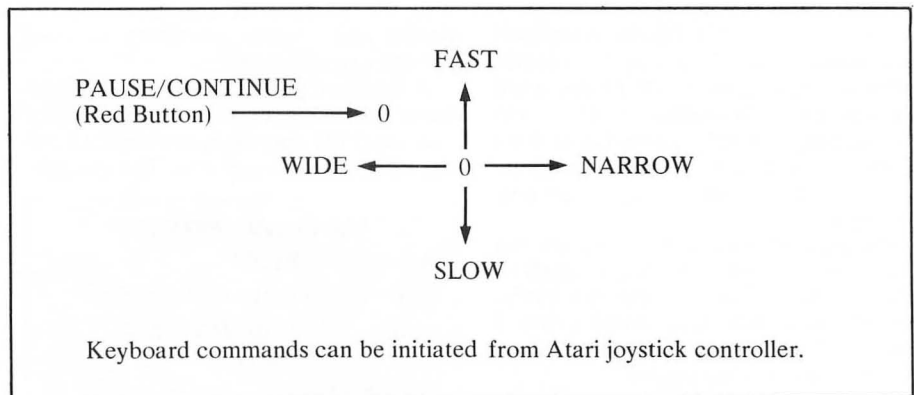 FAST
PAUSE/CONTINUE
(Red Button) 0
WIDE 0 NARROW
SLOW
Keyboard commands can be initiated from Atari joystick controller.